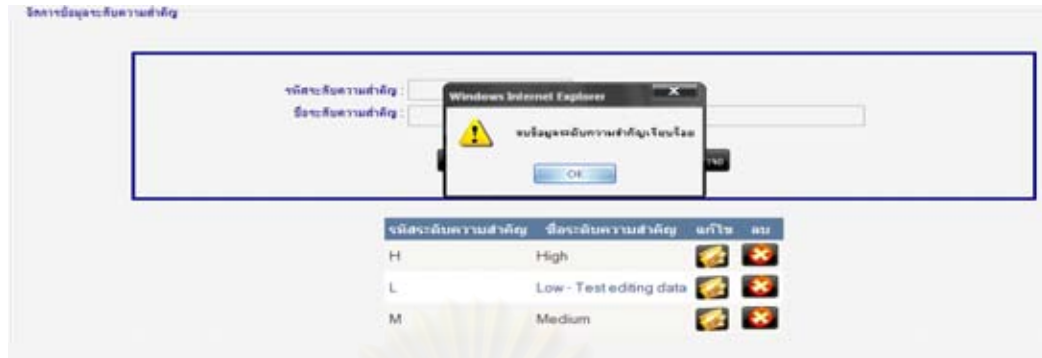 จัดการข้อมูลระดับความสำคัญ
รหัสระดับความสำคัญ :
ชื่อระดับความสำคัญ :
Windows Internet Explorer
ลบข้อมูลระดับความสำคัญเรียบร้อย
OK
รหัสระดับความสำคัญ ชื่อระดับความสำคัญ แก้ไข ลบ
H High
L Low - Test editing data
M Medium